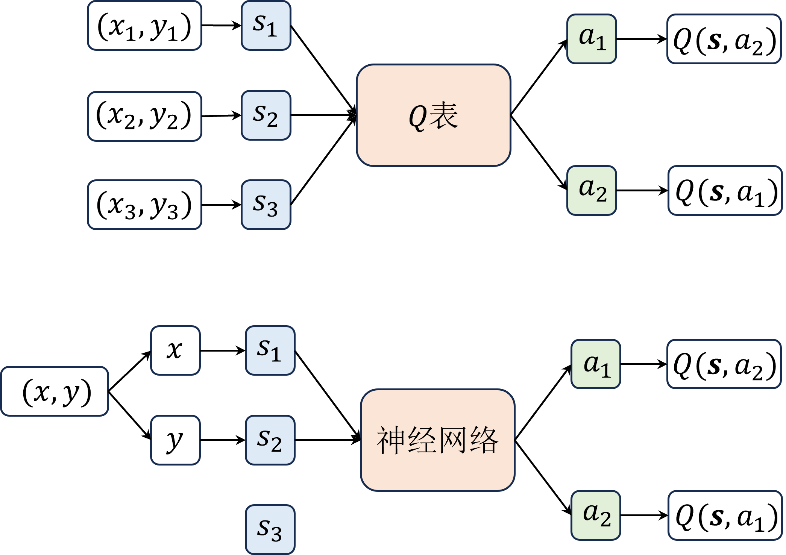 (x₁, y₁) s₁ a₁ Q(s, a₂)
(x₂, y₂) s₂ Q表
(x₃, y₃) s₃ a₂ Q(s, a₁)
x s₁ a₁ Q(s, a₂)
(x, y)
y s₂ 神经网络
s₃ a₂ Q(s, a₁)